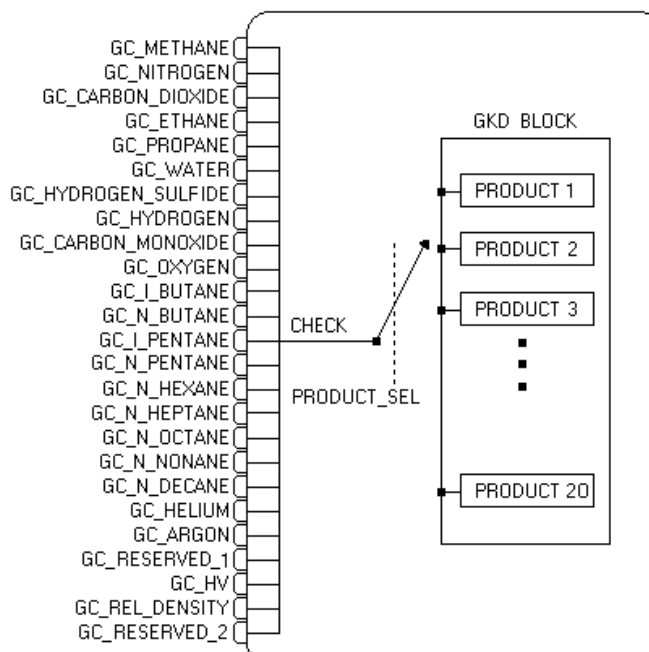 GC_METHANE
GC_NITROGEN
GC_CARBON_DIOXIDE
GC_ETHANE
GC_PROPANE
GC_WATER
GC_HYDROGEN_SULFIDE
GC_HYDROGEN
GC_CARBON_MONOXIDE
GC_OXYGEN
GC_I_BUTANE
GC_N_BUTANE
GC_I_PENTANE
GC_N_PENTANE
GC_N_HEXANE
GC_N_HEPTANE
GC_N_OCTANE
GC_N_NONANE
GC_N_DECANE
GC_HELIUM
GC_ARGON
GC_RESERVED_1
GC_HV
GC_REL_DENSITY
GC_RESERVED_2
CHECK
PRODUCT_SEL
GKD BLOCK
PRODUCT 1
PRODUCT 2
PRODUCT 3
PRODUCT 20